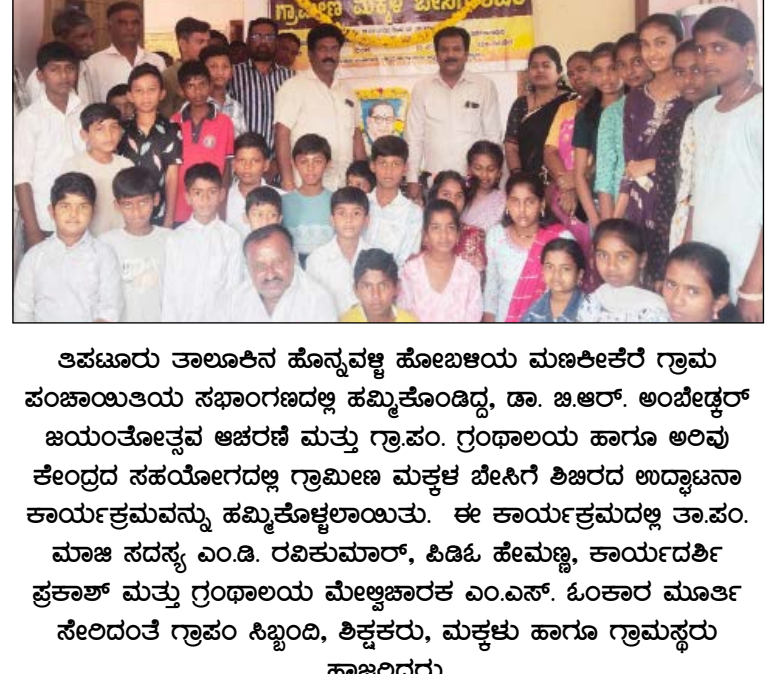 ಗ್ರಾಮೀಣ ಮಕ್ಕಳ ಬೇಸಿಗೆ ಶಿಬಿರ
ತಿಪಟೂರು ತಾಲೂಕಿನ ಹೊನ್ನವಳ್ಳಿ ಹೋಬಳಿಯ ಮಣಕೀಕೆರೆ ಗ್ರಾಮ
ಪಂಚಾಯಿತಿಯ ಸಭಾಂಗಣದಲ್ಲಿ ಹಮ್ಮಿಕೊಂಡಿದ್ದ, ಡಾ. ಬಿ.ಆರ್. ಅಂಬೇಡ್ಕರ್
ಜಯಂತೋತ್ಸವ ಆಚರಣೆ ಮತ್ತು ಗ್ರಾ.ಪಂ. ಗ್ರಂಥಾಲಯ ಹಾಗೂ ಅರಿವು
ಕೇಂದ್ರದ ಸಹಯೋಗದಲ್ಲಿ ಗ್ರಾಮೀಣ ಮಕ್ಕಳ ಬೇಸಿಗೆ ಶಿಬಿರದ ಉದ್ಘಾಟನಾ
ಕಾರ್ಯಕ್ರಮವನ್ನು ಹಮ್ಮಿಕೊಳ್ಳಲಾಯಿತು. ಈ ಕಾರ್ಯಕ್ರಮದಲ್ಲಿ ತಾ.ಪಂ.
ಮಾಜಿ ಸದಸ್ಯ ಎಂ.ಡಿ. ರವಿಕುಮಾರ್, ಪಿಡಿಓ ಹೇಮಣ್ಣ, ಕಾರ್ಯದರ್ಶಿ
ಪ್ರಕಾಶ್ ಮತ್ತು ಗ್ರಂಥಾಲಯ ಮೇಲ್ವಿಚಾರಕ ಎಂ.ಎಸ್. ಓಂಕಾರ ಮೂರ್ತಿ
ಸೇರಿದಂತೆ ಗ್ರಾಪಂ ಸಿಬ್ಬಂದಿ, ಶಿಕ್ಷಕರು, ಮಕ್ಕಳು ಹಾಗೂ ಗ್ರಾಮಸ್ಥರು
ಹಾಜರಿದ್ದರು